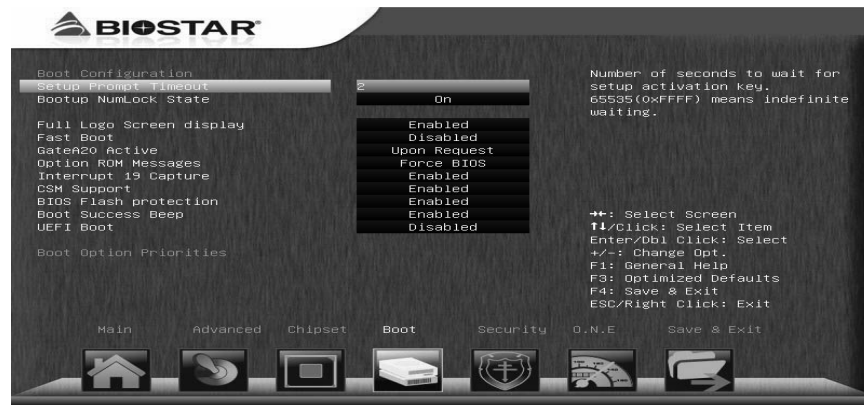 BIOSTAR
Boot Configuration
Setup Prompt Timeout 2
Bootup NumLock State On
Full Logo Screen display Enabled
Fast Boot Disabled
GateA20 Active Upon Request
Option ROM Messages Force BIOS
Interrupt 19 Capture Enabled
CSM Support Enabled
BIOS Flash protection Enabled
Boot Success Beep Enabled
UEFI Boot Disabled
Boot Option Priorities
Number of seconds to wait for
setup activation key.
65535(0xFFFF) means indefinite
waiting.
→←: Select Screen
↑↓/Click: Select Item
Enter/Dbl Click: Select
+/-: Change Opt.
F1: General Help
F3: Optimized Defaults
F4: Save & Exit
ESC/Right Click: Exit
Main Advanced Chipset Boot Security O.N.E Save & Exit